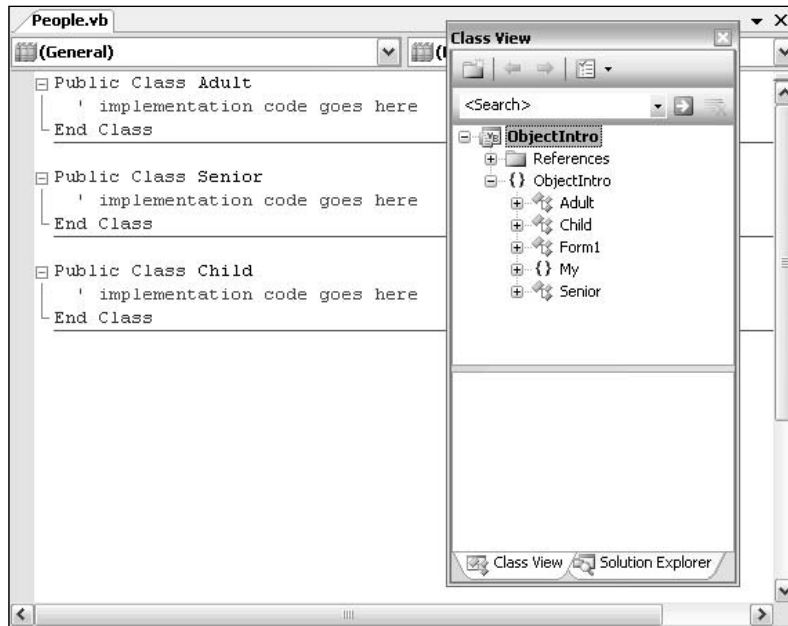 People.vb
(General)
Public Class Adult
' implementation code goes here
End Class
Public Class Senior
' implementation code goes here
End Class
Public Class Child
' implementation code goes here
End Class
Class View
<Search>
ObjectIntro
References
{} ObjectIntro
Adult
Child
Form1
{} My
Senior
Class View
Solution Explorer